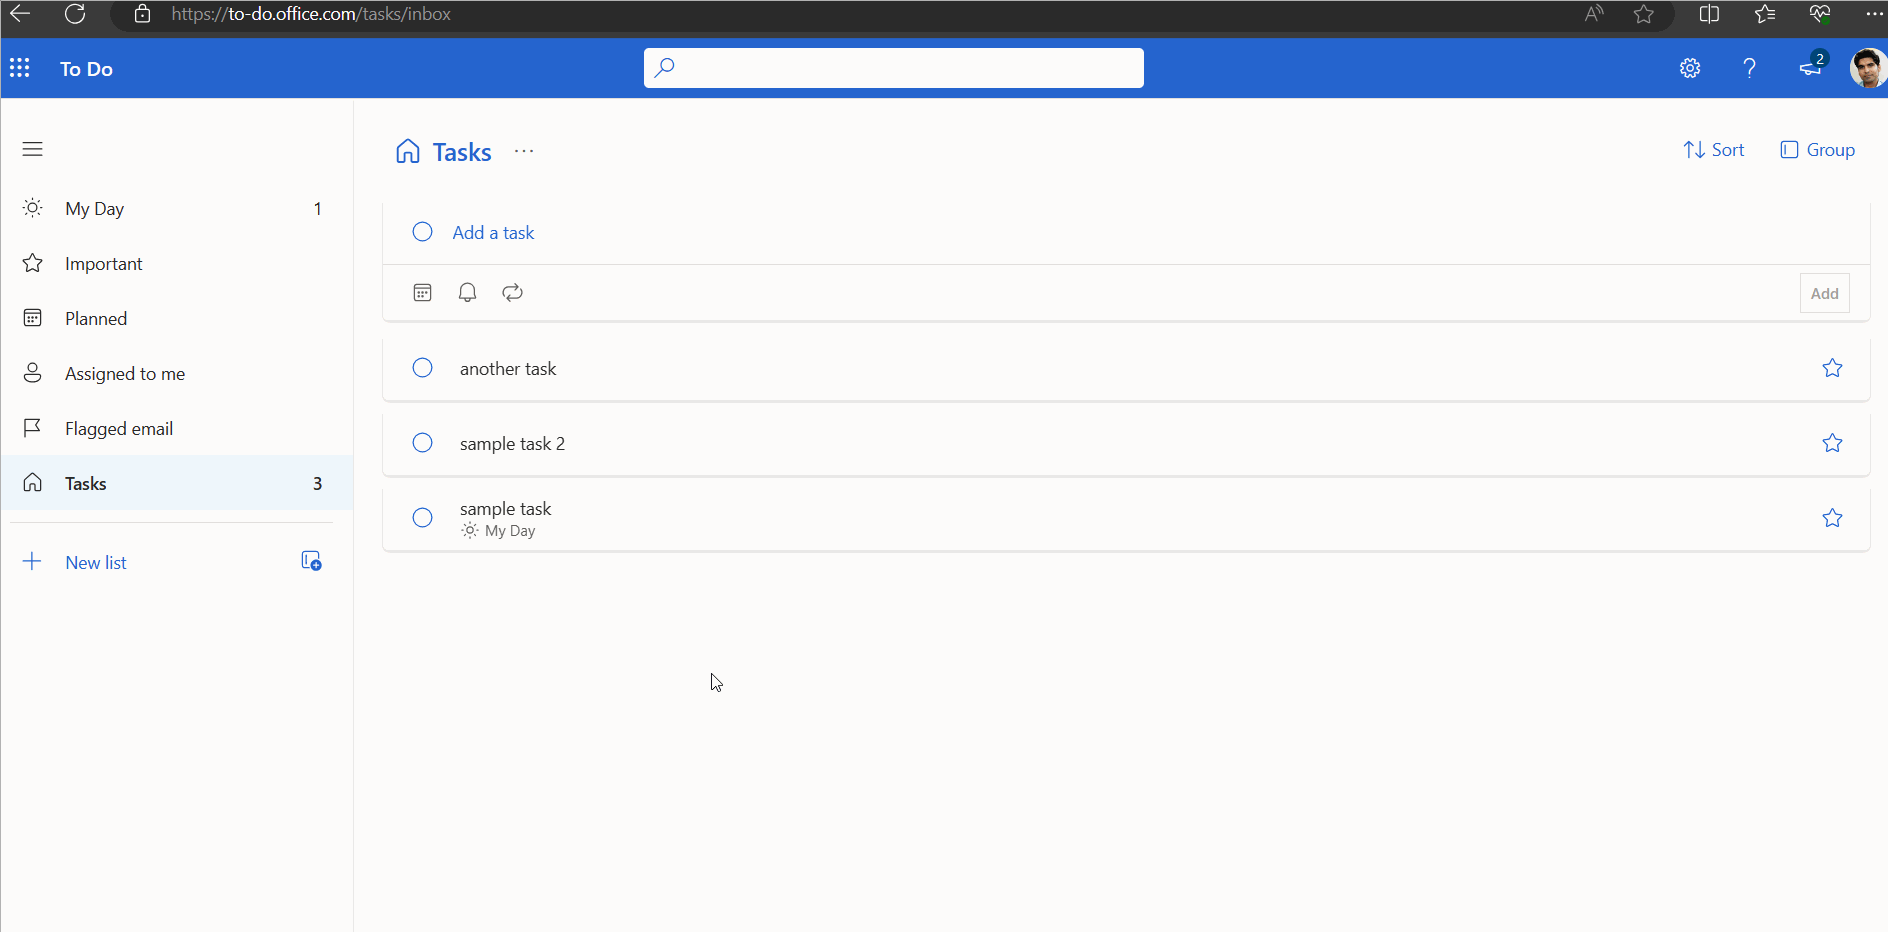 https://to-do.office.com/tasks/inbox
To Do
2
My Day 1
Important
Planned
Assigned to me
Flagged email
Tasks 3
New list
Tasks ...
Sort Group
Add a task
Add
another task
sample task 2
sample task
My Day